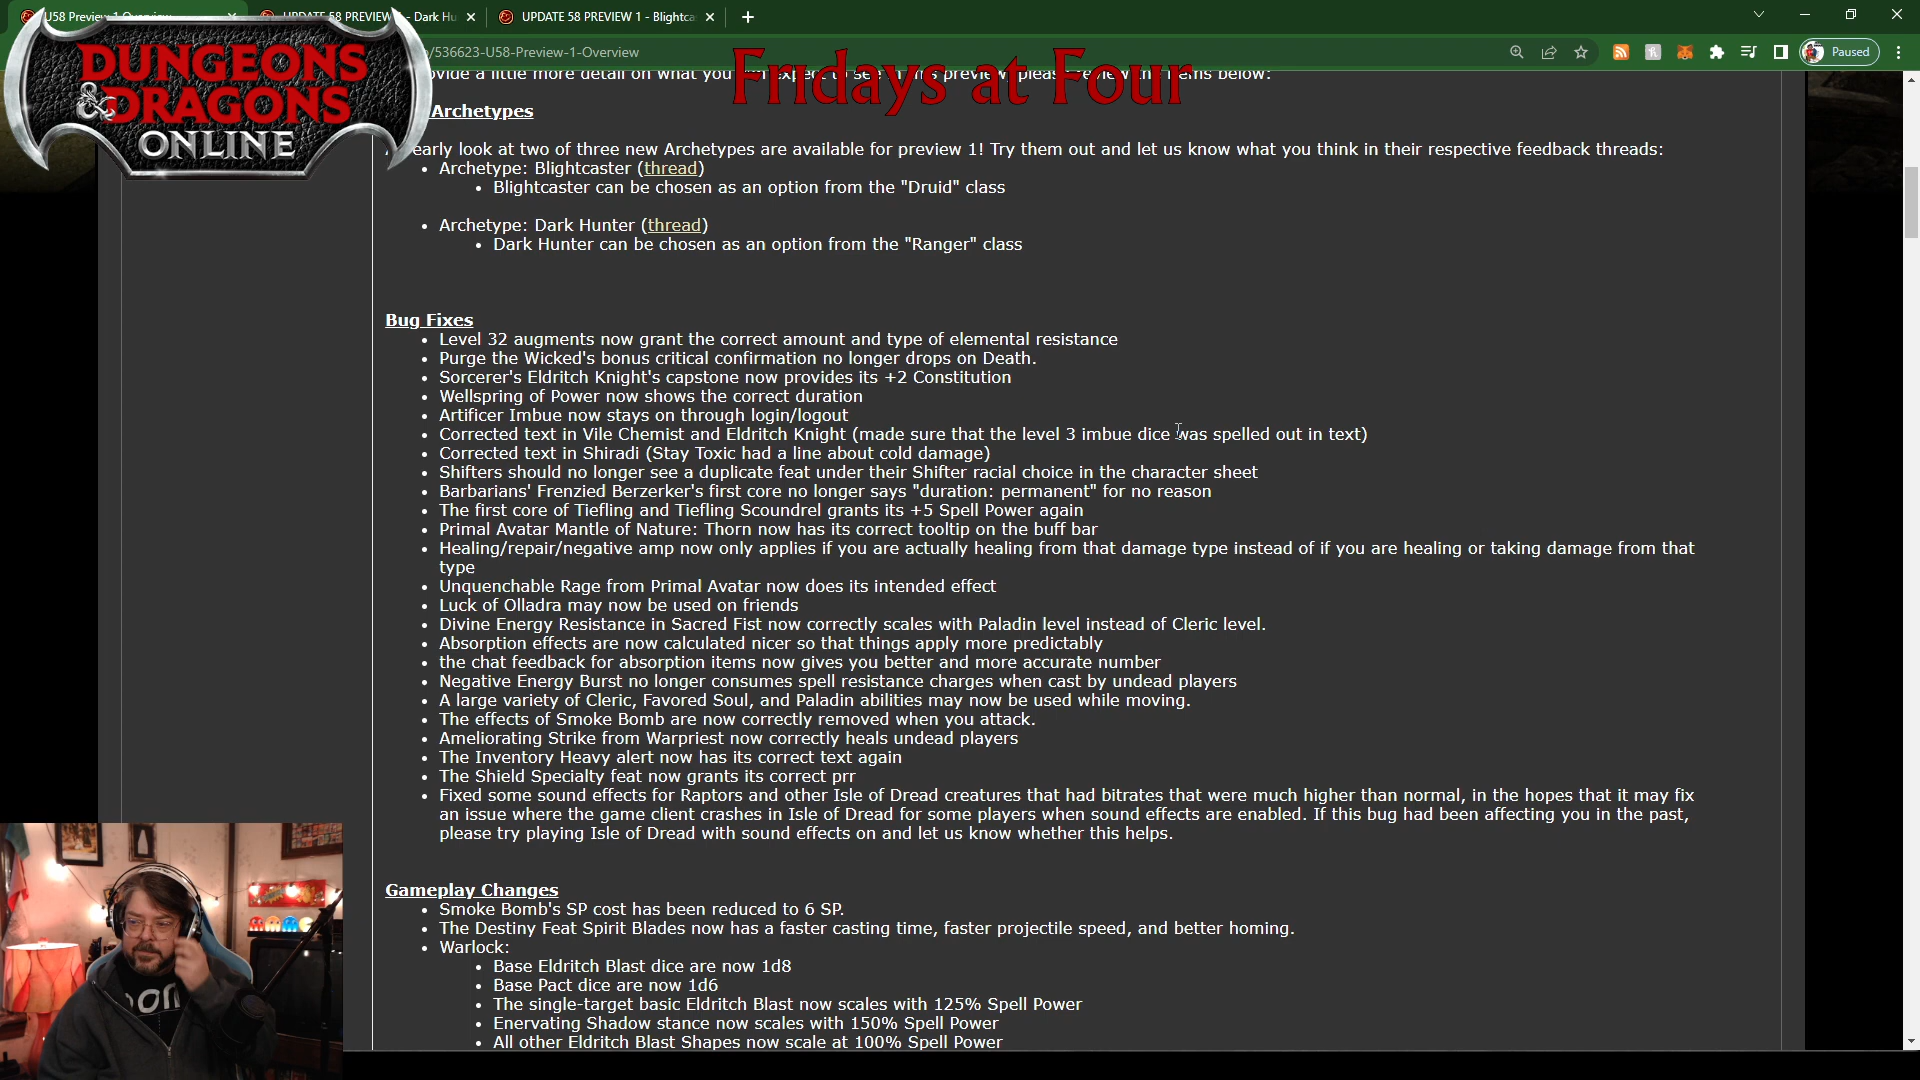 U58 Preview 1 Overview
UPDATE 58 PREVIEW 1 - Dark Hu
UPDATE 58 PREVIEW 1 - Blightca
/536623-U58-Preview-1-Overview
Paused
DUNGEONS
& DRAGONS
ONLINE
Fridays at Four
ovide a little more detail on what you can expect to see in this preview, please review the items below:
Archetypes
early look at two of three new Archetypes are available for preview 1! Try them out and let us know what you think in their respective feedback threads:
• Archetype: Blightcaster (thread)
• Blightcaster can be chosen as an option from the "Druid" class
• Archetype: Dark Hunter (thread)
• Dark Hunter can be chosen as an option from the "Ranger" class
Bug Fixes
• Level 32 augments now grant the correct amount and type of elemental resistance
• Purge the Wicked's bonus critical confirmation no longer drops on Death.
• Sorcerer's Eldritch Knight's capstone now provides its +2 Constitution
• Wellspring of Power now shows the correct duration
• Artificer Imbue now stays on through login/logout
• Corrected text in Vile Chemist and Eldritch Knight (made sure that the level 3 imbue dice was spelled out in text)
• Corrected text in Shiradi (Stay Toxic had a line about cold damage)
• Shifters should no longer see a duplicate feat under their Shifter racial choice in the character sheet
• Barbarians' Frenzied Berzerker's first core no longer says "duration: permanent" for no reason
• The first core of Tiefling and Tiefling Scoundrel grants its +5 Spell Power again
• Primal Avatar Mantle of Nature: Thorn now has its correct tooltip on the buff bar
• Healing/repair/negative amp now only applies if you are actually healing from that damage type instead of if you are healing or taking damage from that
type
• Unquenchable Rage from Primal Avatar now does its intended effect
• Luck of Olladra may now be used on friends
• Divine Energy Resistance in Sacred Fist now correctly scales with Paladin level instead of Cleric level.
• Absorption effects are now calculated nicer so that things apply more predictably
• the chat feedback for absorption items now gives you better and more accurate number
• Negative Energy Burst no longer consumes spell resistance charges when cast by undead players
• A large variety of Cleric, Favored Soul, and Paladin abilities may now be used while moving.
• The effects of Smoke Bomb are now correctly removed when you attack.
• Ameliorating Strike from Warpriest now correctly heals undead players
• The Inventory Heavy alert now has its correct text again
• The Shield Specialty feat now grants its correct prr
• Fixed some sound effects for Raptors and other Isle of Dread creatures that had bitrates that were much higher than normal, in the hopes that it may fix
an issue where the game client crashes in Isle of Dread for some players when sound effects are enabled. If this bug had been affecting you in the past,
please try playing Isle of Dread with sound effects on and let us know whether this helps.
Gameplay Changes
• Smoke Bomb's SP cost has been reduced to 6 SP.
• The Destiny Feat Spirit Blades now has a faster casting time, faster projectile speed, and better homing.
• Warlock:
• Base Eldritch Blast dice are now 1d8
• Base Pact dice are now 1d6
• The single-target basic Eldritch Blast now scales with 125% Spell Power
• Enervating Shadow stance now scales with 150% Spell Power
• All other Eldritch Blast Shapes now scale at 100% Spell Power